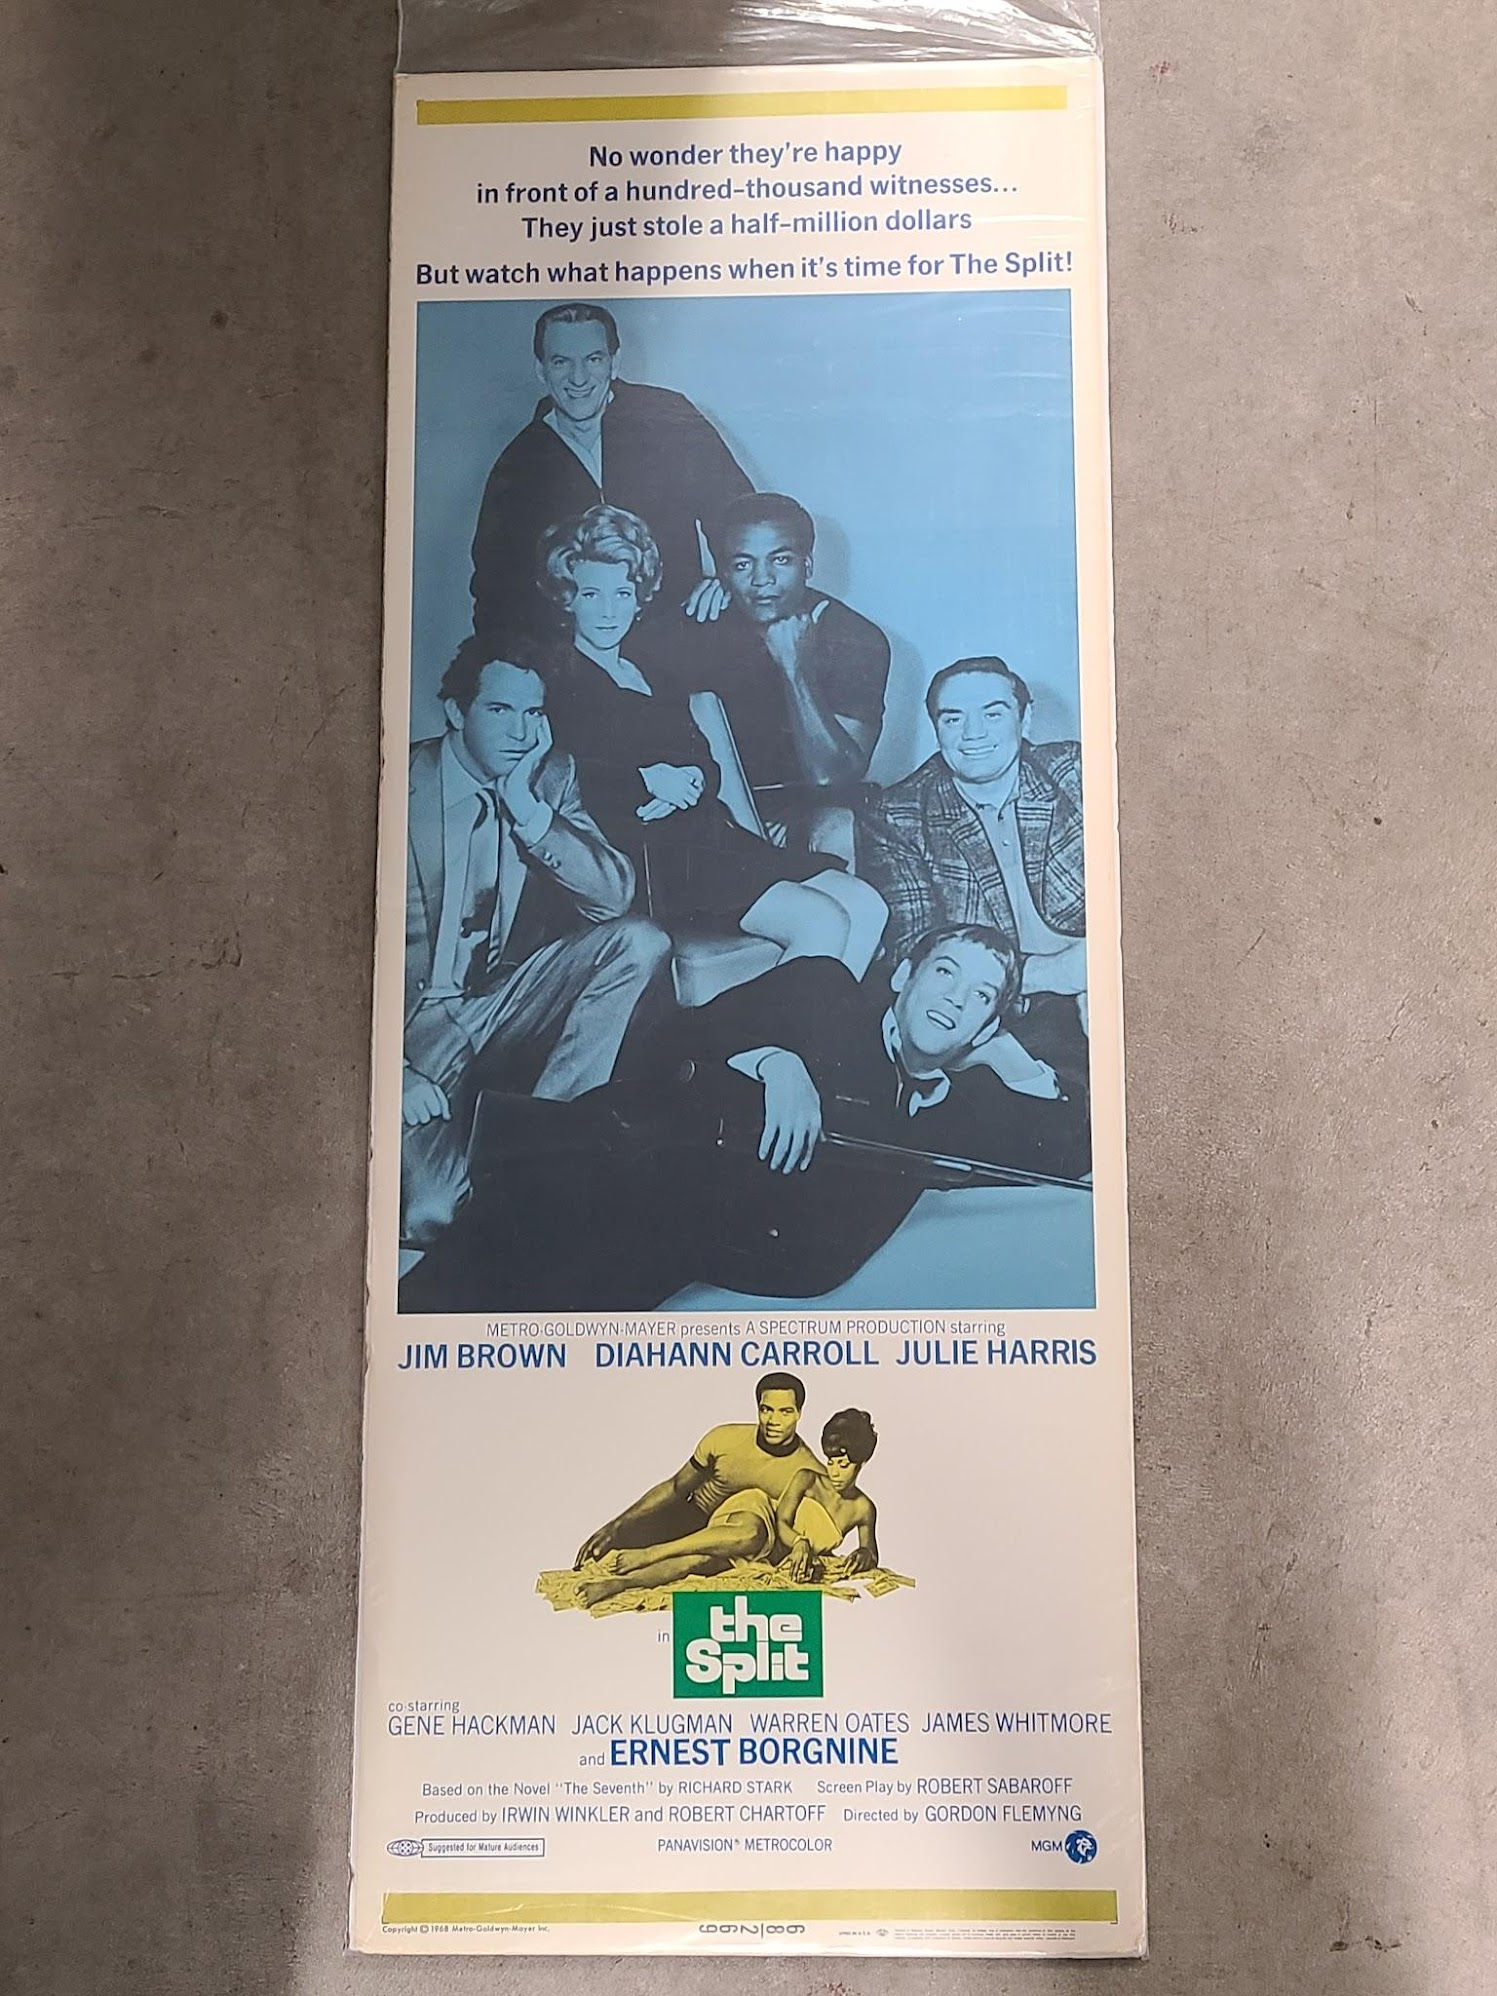 No wonder they're happy
in front of a hundred-thousand witnesses...
They just stole a half-million dollars
But watch what happens when it's time for The Split!
METRO-GOLDWYN-MAYER presents A SPECTRUM PRODUCTION starring
JIM BROWN DIAHANN CARROLL JULIE HARRIS
in the
Split
co-starring
GENE HACKMAN JACK KLUGMAN WARREN OATES JAMES WHITMORE
and ERNEST BORGNINE
Based on the Novel "The Seventh" by RICHARD STARK Screen Play by ROBERT SABAROFF
Produced by IRWIN WINKLER and ROBERT CHARTOFF Directed by GORDON FLEMYNG
Suggested for Mature Audiences PANAVISION® METROCOLOR MGM
Copyright © 1968 Metro-Goldwyn-Mayer Inc. 68|269